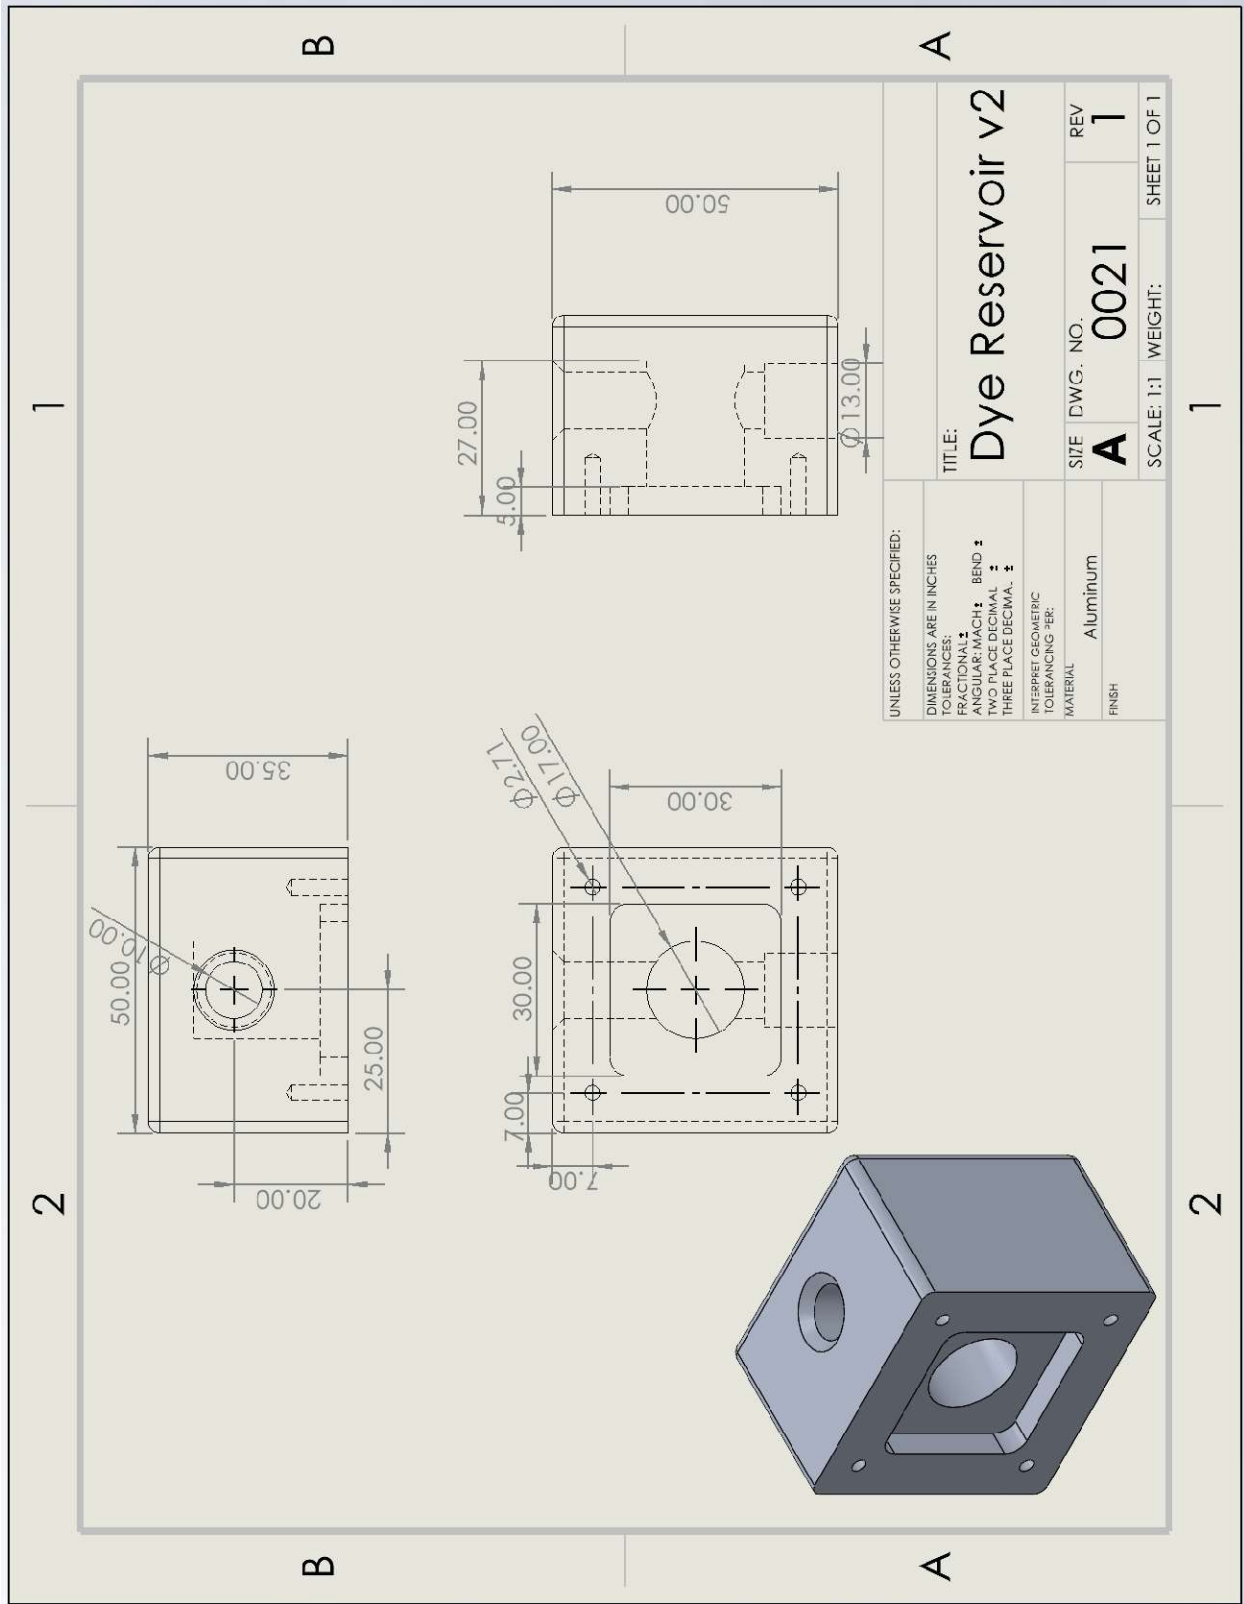 2
1
B
B
A
A
2
1
50.00
Ø10.00
35.00
20.00
25.00
7.00
7.00
30.00
30.00
Ø2.71
Ø17.00
5.00
27.00
50.00
Ø13.00
UNLESS OTHERWISE SPECIFIED:
DIMENSIONS ARE IN INCHES
TOLERANCES:
FRACTIONAL ±
ANGULAR: MACH ± BEND ±
TWO PLACE DECIMAL ±
THREE PLACE DECIMAL ±
INTERPRET GEOMETRIC
TOLERANCING PER:
MATERIAL
Aluminum
FINISH
TITLE:
Dye Reservoir v2
SIZE DWG. NO. REV
A 0021 1
SCALE: 1:1 WEIGHT: SHEET 1 OF 1